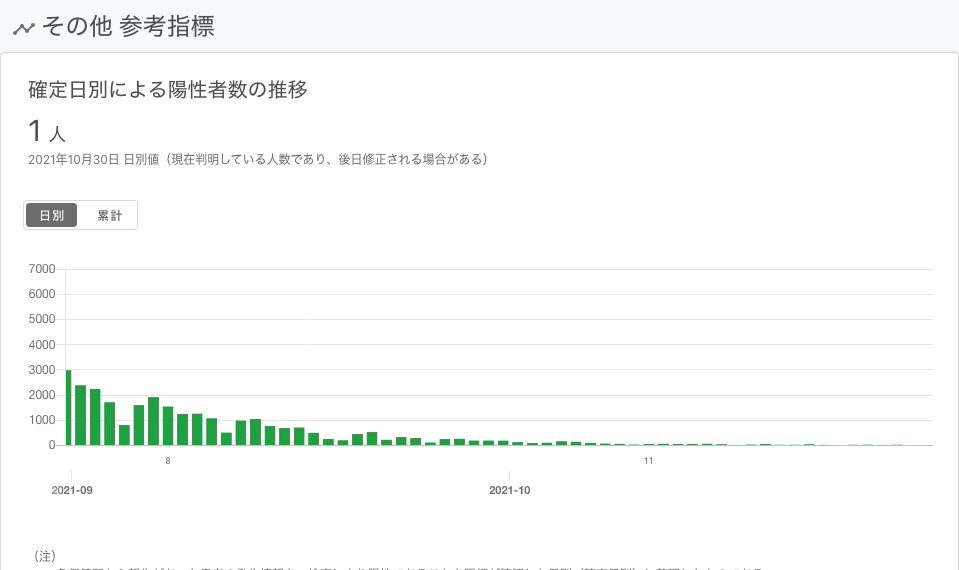 その他 参考指標
確定日別による陽性者数の推移
1 人
2021年10月30日 日別値（現在判明している人数であり、後日修正される場合がある）
日別 累計
7000
6000
5000
4000
3000
2000
1000
0
8 11
2021-09 2021-10
（注）